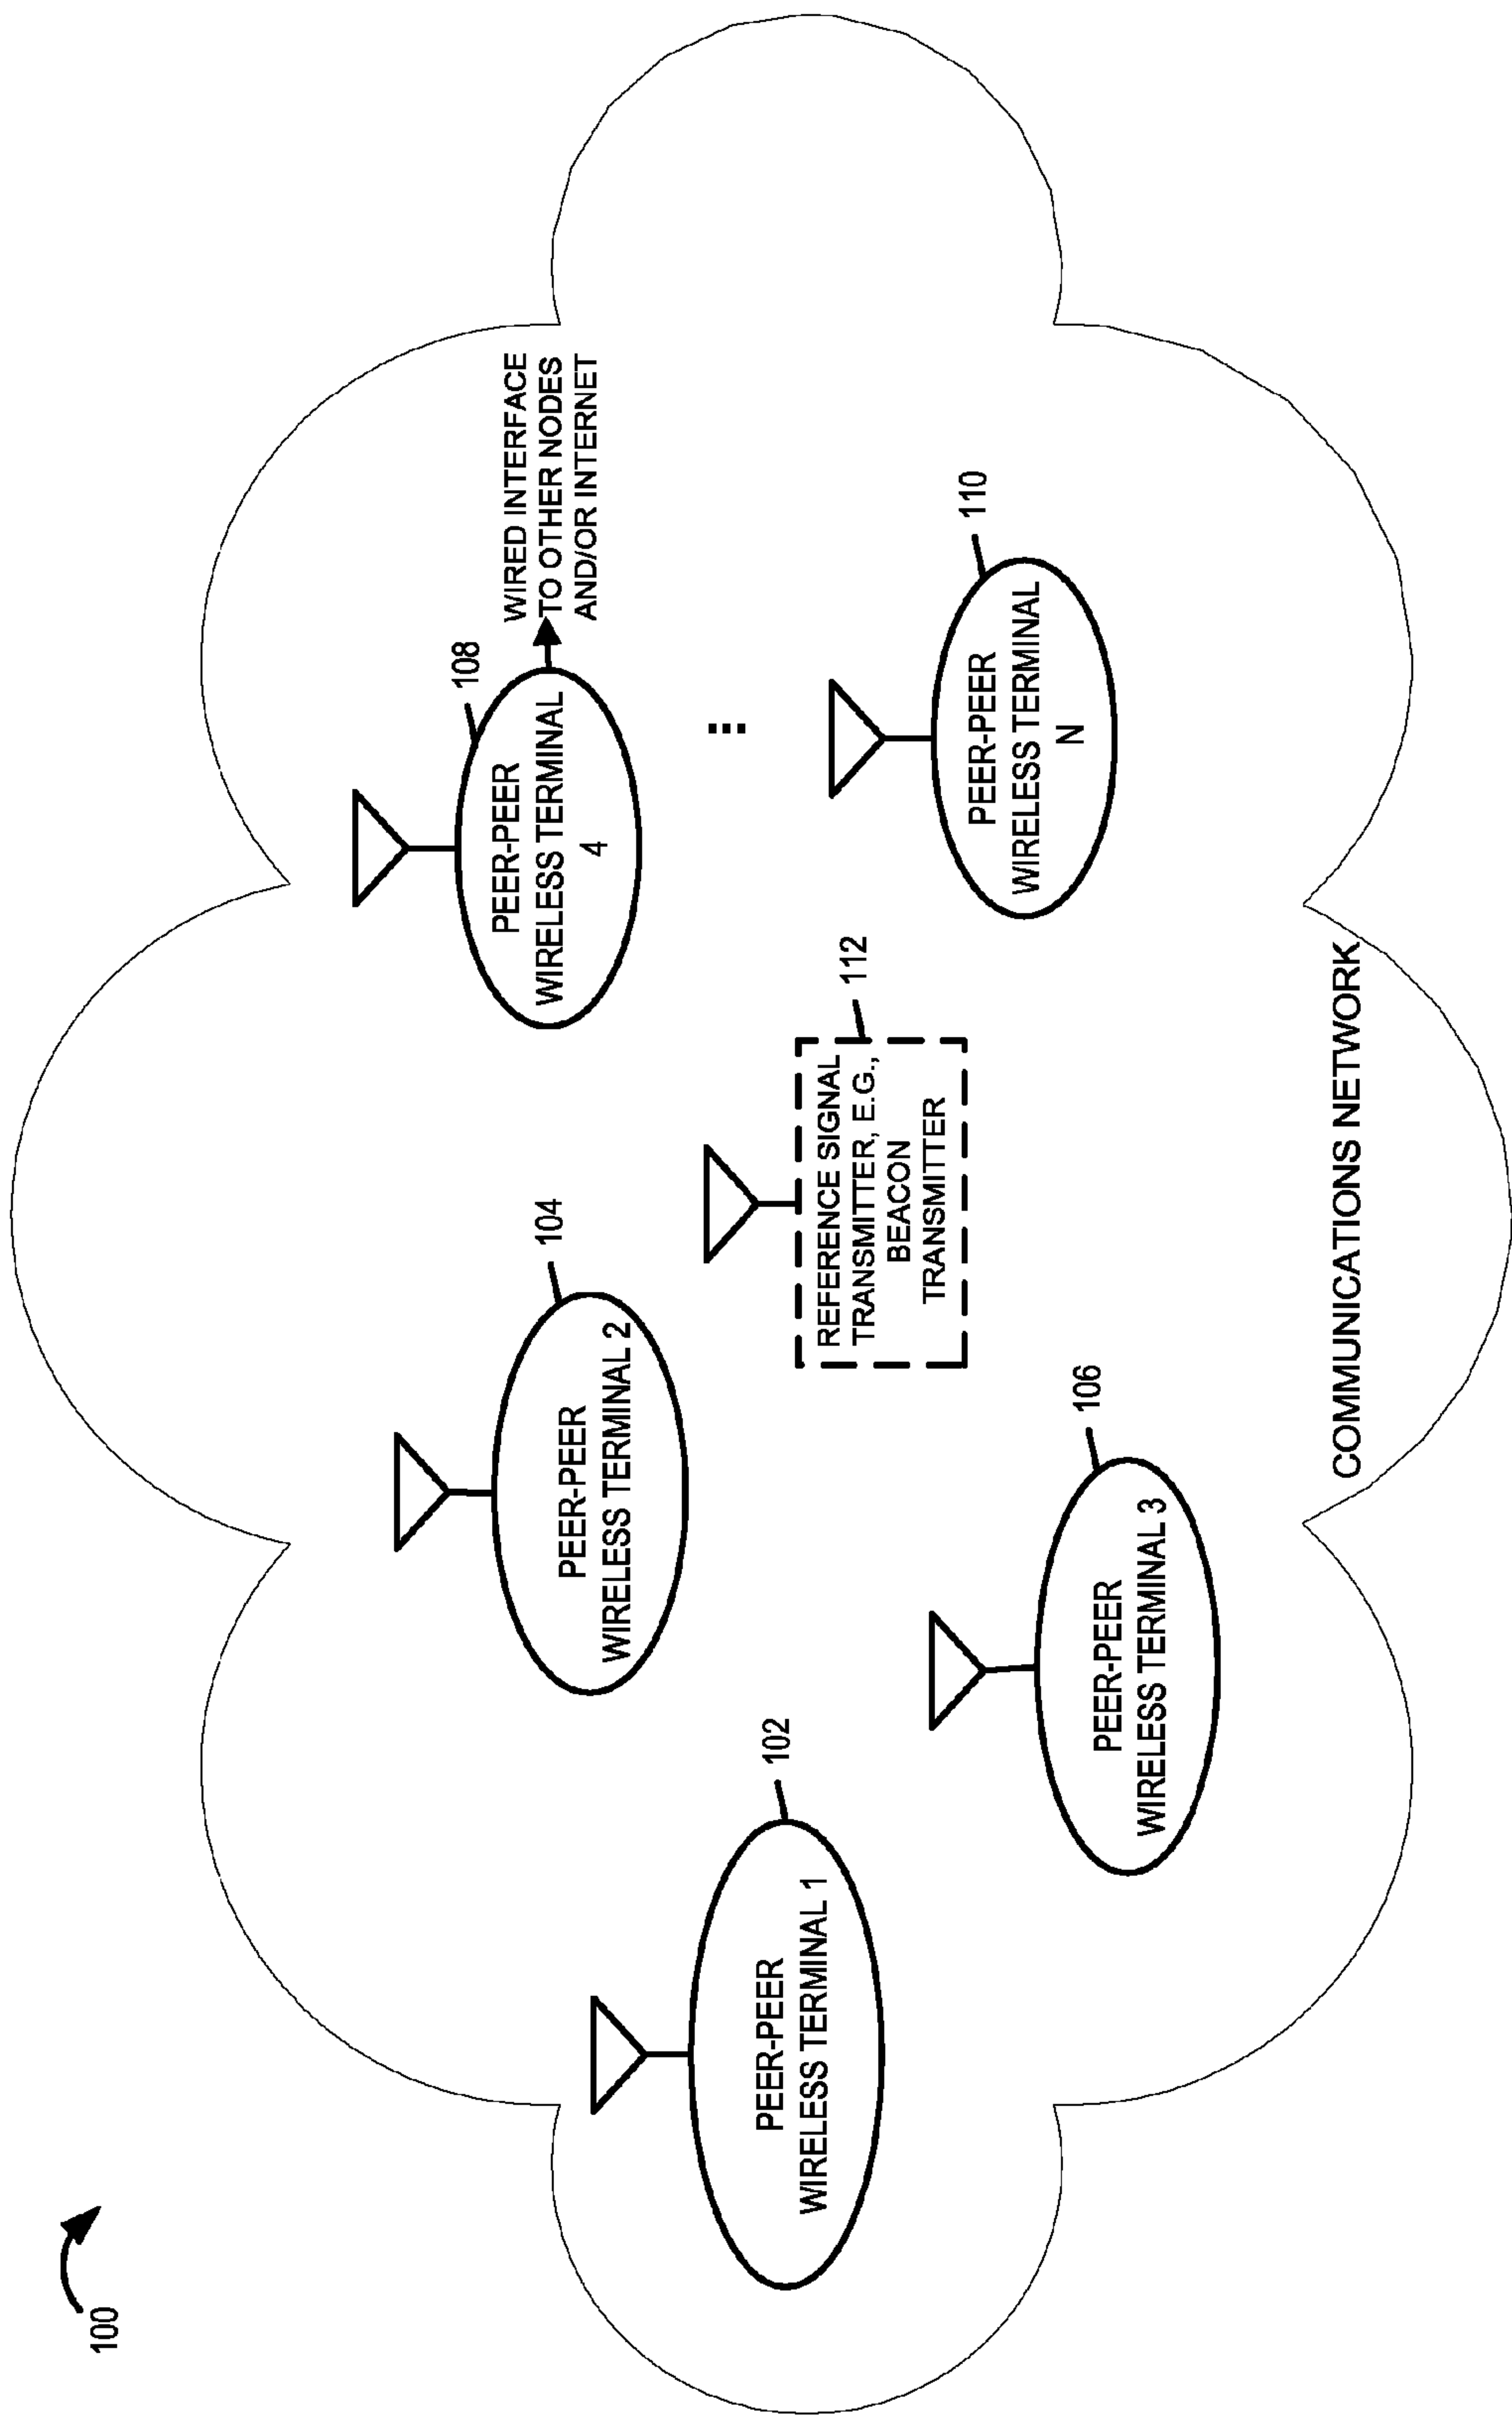 100
PEER-PEER
WIRELESS TERMINAL 1
102
PEER-PEER
WIRELESS TERMINAL 2
104
PEER-PEER
WIRELESS TERMINAL 3
106
REFERENCE SIGNAL
TRANSMITTER, E.G.,
BEACON
TRANSMITTER
112
PEER-PEER
WIRELESS TERMINAL
4
108
WIRED INTERFACE
TO OTHER NODES
AND/OR INTERNET
...
PEER-PEER
WIRELESS TERMINAL
N
110
COMMUNICATIONS NETWORK